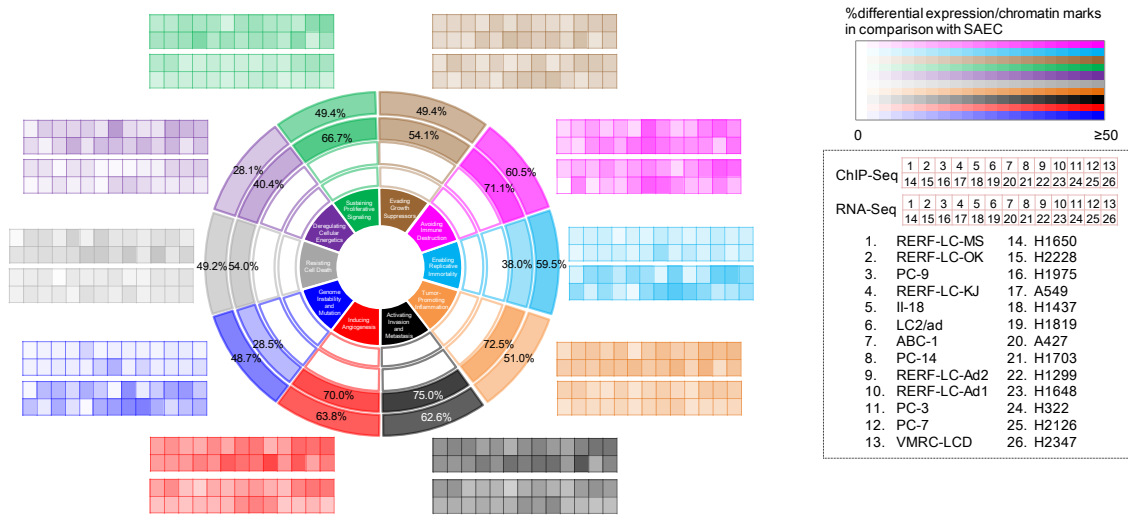 %differential expression/chromatin marks
in comparison with SAEC
0
≥50
49.4%
49.4%
66.7%
54.1%
28.1%
40.4%
60.5%
71.1%
49.2%
54.0%
38.0%
59.5%
48.7%
28.5%
72.5%
51.0%
70.0%
63.8%
75.0%
62.6%
Sustaining
Proliferative
Signaling
Evading
Growth
Suppressors
Deregulating
Cellular
Energetics
Avoiding
Immune
Destruction
Resisting
Cell Death
Enabling
Replicative
Immortality
Genome
Instability
and
Mutation
Tumor-
Promoting
Inflammation
Inducing
Angiogenesis
Activating
Invasion
and
Metastasis
ChIP-Seq
1 2 3 4 5 6 7 8 9 10 11 12 13
14 15 16 17 18 19 20 21 22 23 24 25 26
RNA-Seq
1 2 3 4 5 6 7 8 9 10 11 12 13
14 15 16 17 18 19 20 21 22 23 24 25 26
1. RERF-LC-MS 14. H1650
2. RERF-LC-OK 15. H2228
3. PC-9 16. H1975
4. RERF-LC-KJ 17. A549
5. II-18 18. H1437
6. LC2/ad 19. H1819
7. ABC-1 20. A427
8. PC-14 21. H1703
9. RERF-LC-Ad2 22. H1299
10. RERF-LC-Ad1 23. H1648
11. PC-3 24. H322
12. PC-7 25. H2126
13. VMRC-LCD 26. H2347